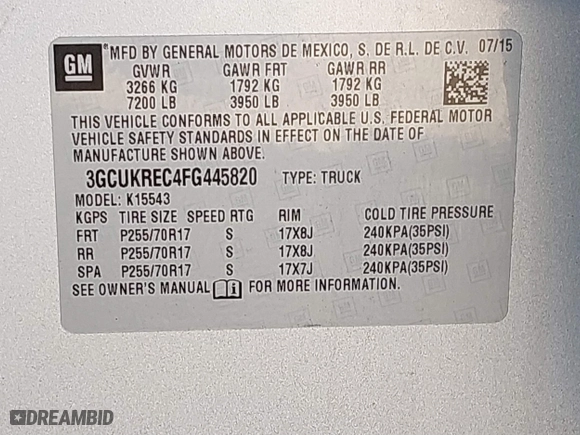 GM ®MFD BY GENERAL MOTORS DE MEXICO, S. DE R.L. DE C.V. 07/15
GVWR GAWR FRT GAWR RR
3266 KG 1792 KG 1792 KG
7200 LB 3950 LB 3950 LB
THIS VEHICLE CONFORMS TO ALL APPLICABLE U.S. FEDERAL MOTOR
VEHICLE SAFETY STANDARDS IN EFFECT ON THE DATE OF
MANUFACTURE SHOWN ABOVE.
3GCUKREC4FG445820 TYPE: TRUCK
MODEL: K15543
KGPS TIRE SIZE SPEED RTG RIM COLD TIRE PRESSURE
FRT P255/70R17 S 17X8J 240KPA(35PSI)
RR P255/70R17 S 17X8J 240KPA(35PSI)
SPA P255/70R17 S 17X7J 240KPA(35PSI)
SEE OWNER'S MANUAL FOR MORE INFORMATION.
DREAMBID